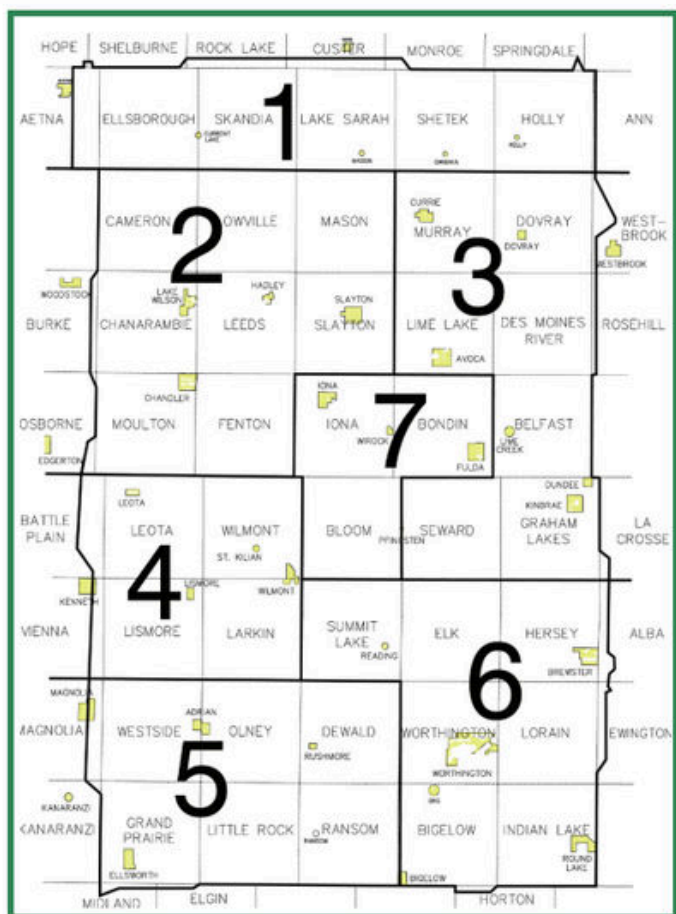 HOPE SHELBURNE ROCK LAKE CUSTER MONROE SPRINGDALE
AETNA ELLSBOROUGH SKANDIA 1 LAKE SARAH SHETEK HOLLY ANN
CURRENT LAKE
HOLLY
CAMERON OWVILLE MASON CURRIE MURRAY DOVRAY WEST-BROOK
DOVRAY
WESTBROOK
2
3
WOODSTOC LAKE WILSON HADLEY SLAYTON
BURKE CHANARAMBIE LEEDS SLAYTON LIME LAKE DES MOINES RIVER ROSEHILL
AVOCA
CHANDLER IONA
7
OSBORNE MOULTON FENTON IONA BONDIN BELFAST
WIROCK LIME CREEK
EDGERTON FULDA
DUNDEE
LEOTA KINBRAE
BATTLE PLAIN LEOTA WILMONT BLOOM SEWARD GRAHAM LAKES LA CROSSE
PFINGSTEN
ST. KILIAN
4
LISMORE WILMONT
KENNETH
VIENNA LISMORE LARKIN SUMMIT LAKE ELK HERSEY ALBA
READING
BREWSTER
6
MAGNOLIA
ADRIAN
MAGNOLIA WESTSIDE OLNEY DEWALD WORTHINGTON LORAIN EWINGTON
RUSHMORE WORTHINGTON
5
KANARANZI
KANARANZI GRAND PRAIRIE LITTLE ROCK RANSOM BIGELOW INDIAN LAKE
ELLSWORTH BIGELOW ROUND LAKE
MIDLAND ELGIN HORTON